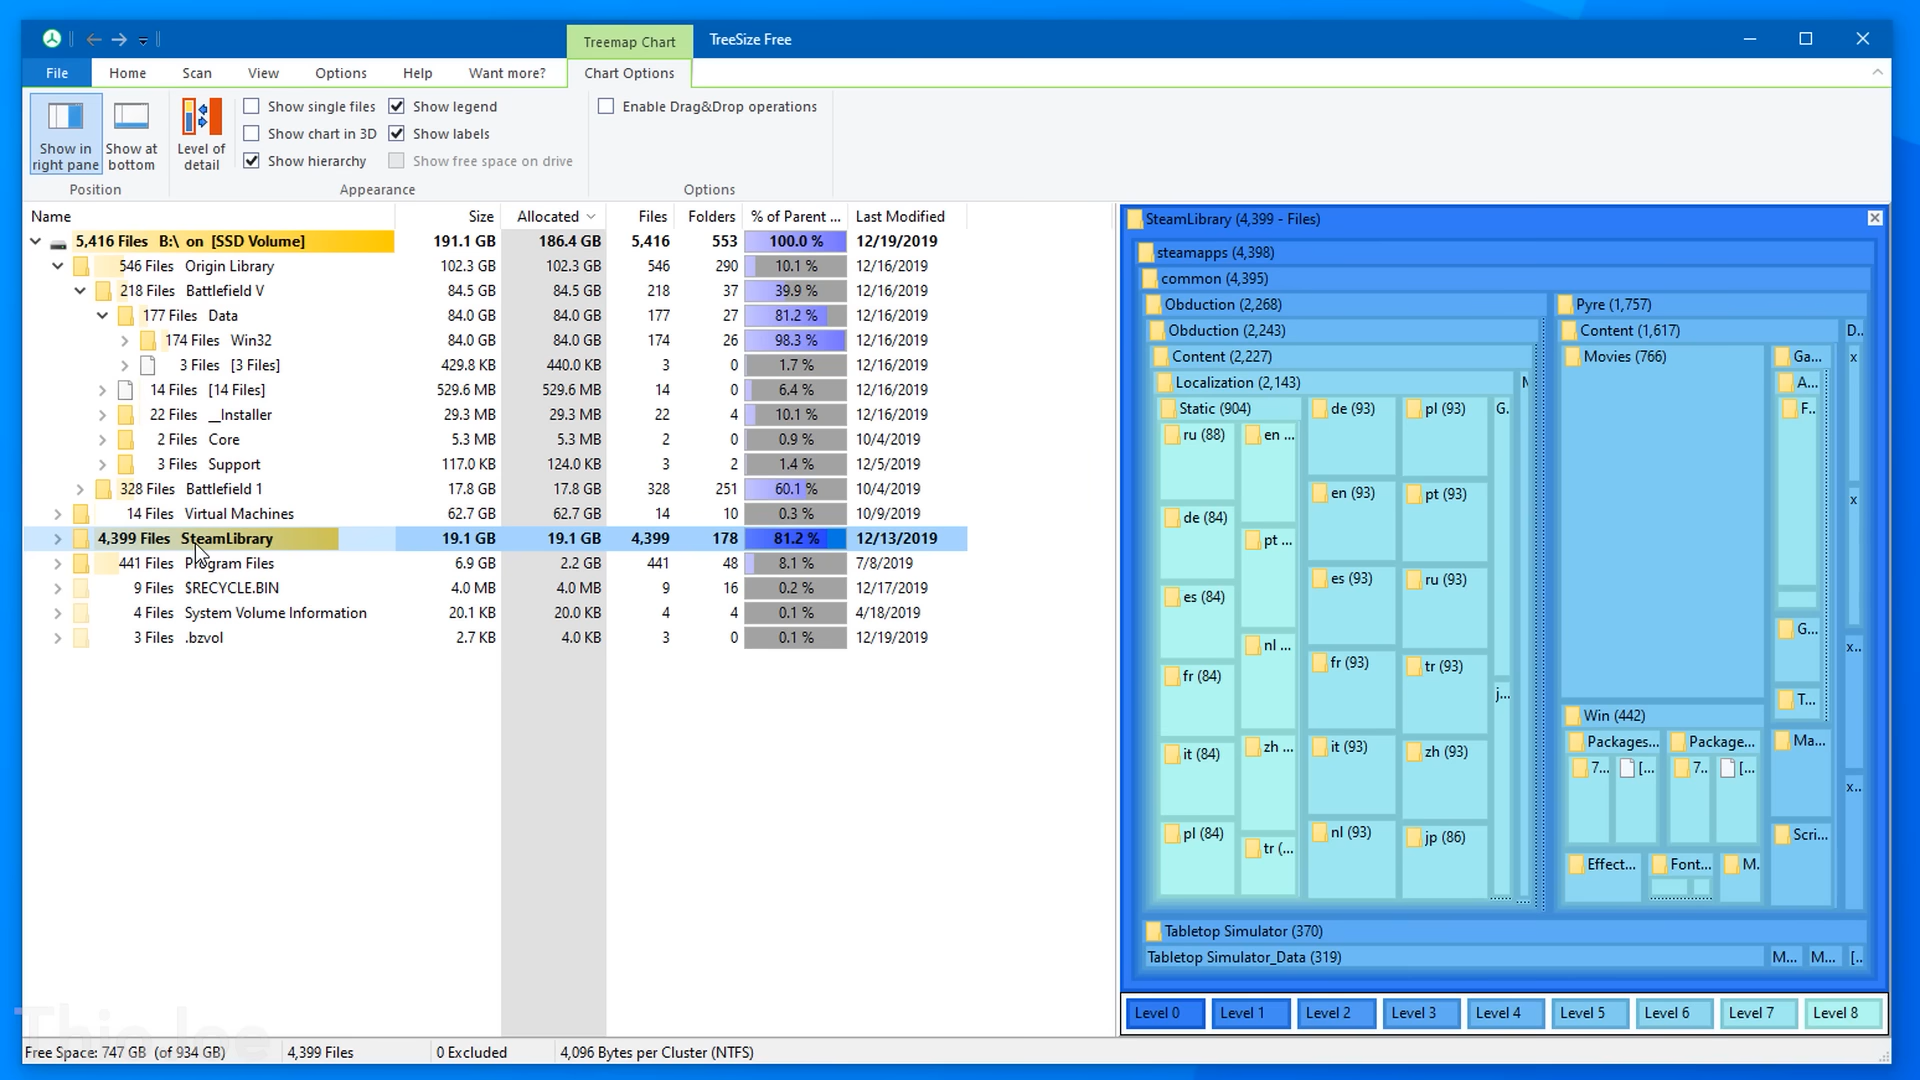 Treemap Chart TreeSize Free
File Home Scan View Options Help Want more? Chart Options
Show in right pane
Show at bottom
Position
Level of detail
Show single files Show legend
Show chart in 3D Show labels
Show hierarchy Show free space on drive
Appearance
Enable Drag&Drop operations
Options
Name Size Allocated Files Folders % of Parent ... Last Modified
5,416 Files B:\ on [SSD Volume] 191.1 GB 186.4 GB 5,416 553 100.0 % 12/19/2019
546 Files Origin Library 102.3 GB 102.3 GB 546 290 10.1 % 12/16/2019
218 Files Battlefield V 84.5 GB 84.5 GB 218 37 39.9 % 12/16/2019
177 Files Data 84.0 GB 84.0 GB 177 27 81.2 % 12/16/2019
174 Files Win32 84.0 GB 84.0 GB 174 26 98.3 % 12/16/2019
3 Files [3 Files] 429.8 KB 440.0 KB 3 0 1.7 % 12/16/2019
14 Files [14 Files] 529.6 MB 529.6 MB 14 0 6.4 % 12/16/2019
22 Files __Installer 29.3 MB 29.3 MB 22 4 10.1 % 12/16/2019
2 Files Core 5.3 MB 5.3 MB 2 0 0.9 % 10/4/2019
3 Files Support 117.0 KB 124.0 KB 3 2 1.4 % 12/5/2019
328 Files Battlefield 1 17.8 GB 17.8 GB 328 251 60.1 % 10/4/2019
14 Files Virtual Machines 62.7 GB 62.7 GB 14 10 0.3 % 10/9/2019
4,399 Files SteamLibrary 19.1 GB 19.1 GB 4,399 178 81.2 % 12/13/2019
441 Files Program Files 6.9 GB 2.2 GB 441 48 8.1 % 7/8/2019
9 Files $RECYCLE.BIN 4.0 MB 4.0 MB 9 16 0.2 % 12/17/2019
4 Files System Volume Information 20.1 KB 20.0 KB 4 4 0.1 % 4/18/2019
3 Files .bzvol 2.7 KB 4.0 KB 3 0 0.1 % 12/19/2019
SteamLibrary (4,399 - Files)
steamapps (4,398)
common (4,395)
Obduction (2,268)
Obduction (2,243)
Content (2,227)
Localization (2,143)
Static (904)
ru (88)
de (84)
es (84)
fr (84)
it (84)
pl (84)
en ...
pt ...
nl ...
zh ...
tr (...
de (93)
en (93)
es (93)
fr (93)
it (93)
nl (93)
pl (93)
pt (93)
ru (93)
tr (93)
zh (93)
jp (86)
G.
j...
Pyre (1,757)
Content (1,617)
Movies (766)
Ga...
A...
F..
G...
T...
D..
x
x
x..
x..
Win (442)
Packages...
7...
[...
Package...
7..
[...
Effect...
Font...
M.
Ma...
Scri...
Tabletop Simulator (370)
Tabletop Simulator_Data (319)
M...
M...
[..
Level 0 Level 1 Level 2 Level 3 Level 4 Level 5 Level 6 Level 7 Level 8
Thio Joe
Free Space: 747 GB (of 934 GB) 4,399 Files 0 Excluded 4,096 Bytes per Cluster (NTFS)